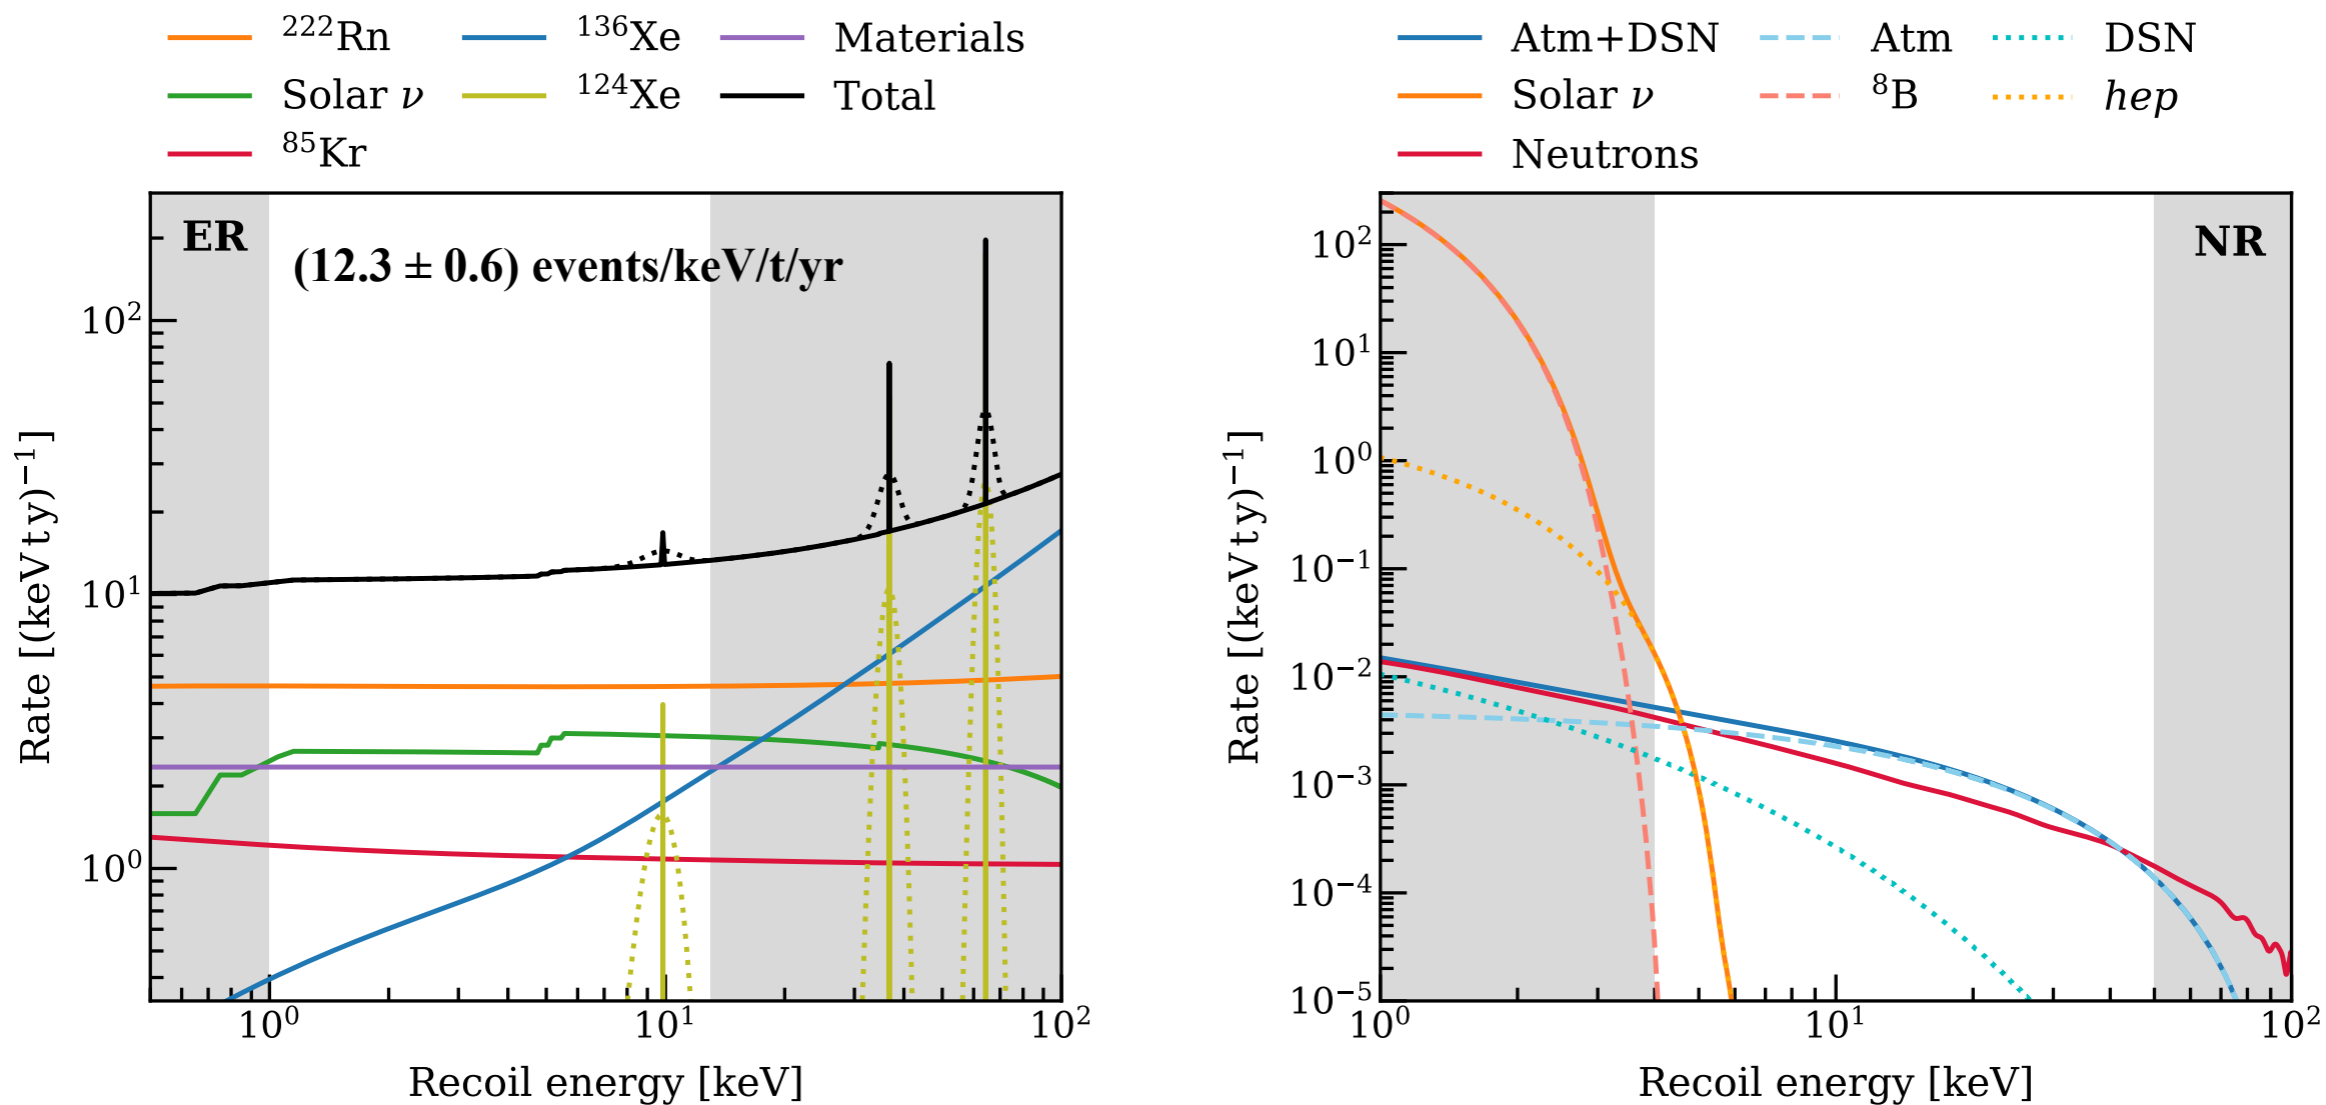 ²²²Rn ¹³⁶Xe Materials
Solar ν ¹²⁴Xe Total
⁸⁵Kr
ER
(12.3 ± 0.6) events/keV/t/yr
10²
10¹
10⁰
Rate [(keV t y)⁻¹]
10⁰ 10¹ 10²
Recoil energy [keV]
Atm+DSN Atm DSN
Solar ν ⁸B hep
Neutrons
NR
10²
10¹
10⁰
10⁻¹
10⁻²
10⁻³
10⁻⁴
10⁻⁵
Rate [(keV t y)⁻¹]
10⁰ 10¹ 10²
Recoil energy [keV]